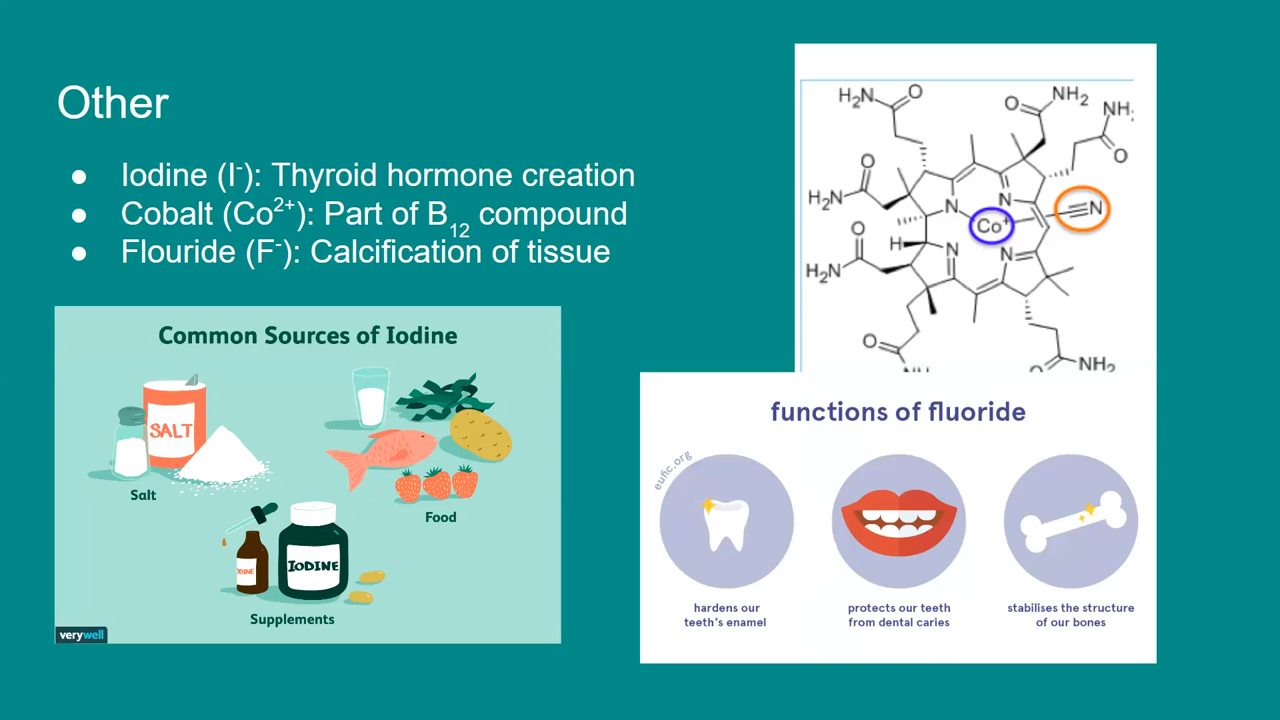 Other
● Iodine (I⁻): Thyroid hormone creation
● Cobalt (Co²⁺): Part of B₁₂ compound
● Flouride (F⁻): Calcification of tissue
H₂N
O
O
NH₂
NH
O
O
H₂N
N
N
Co⁺
≡N
O
H
N
N
H₂N
O
O
NH₂
Common Sources of Iodine
SALT
Salt
Food
IODINE
IODINE
Supplements
verywell
functions of fluoride
eufic.org
hardens our
teeth's enamel
protects our teeth
from dental caries
stabilises the structure
of our bones